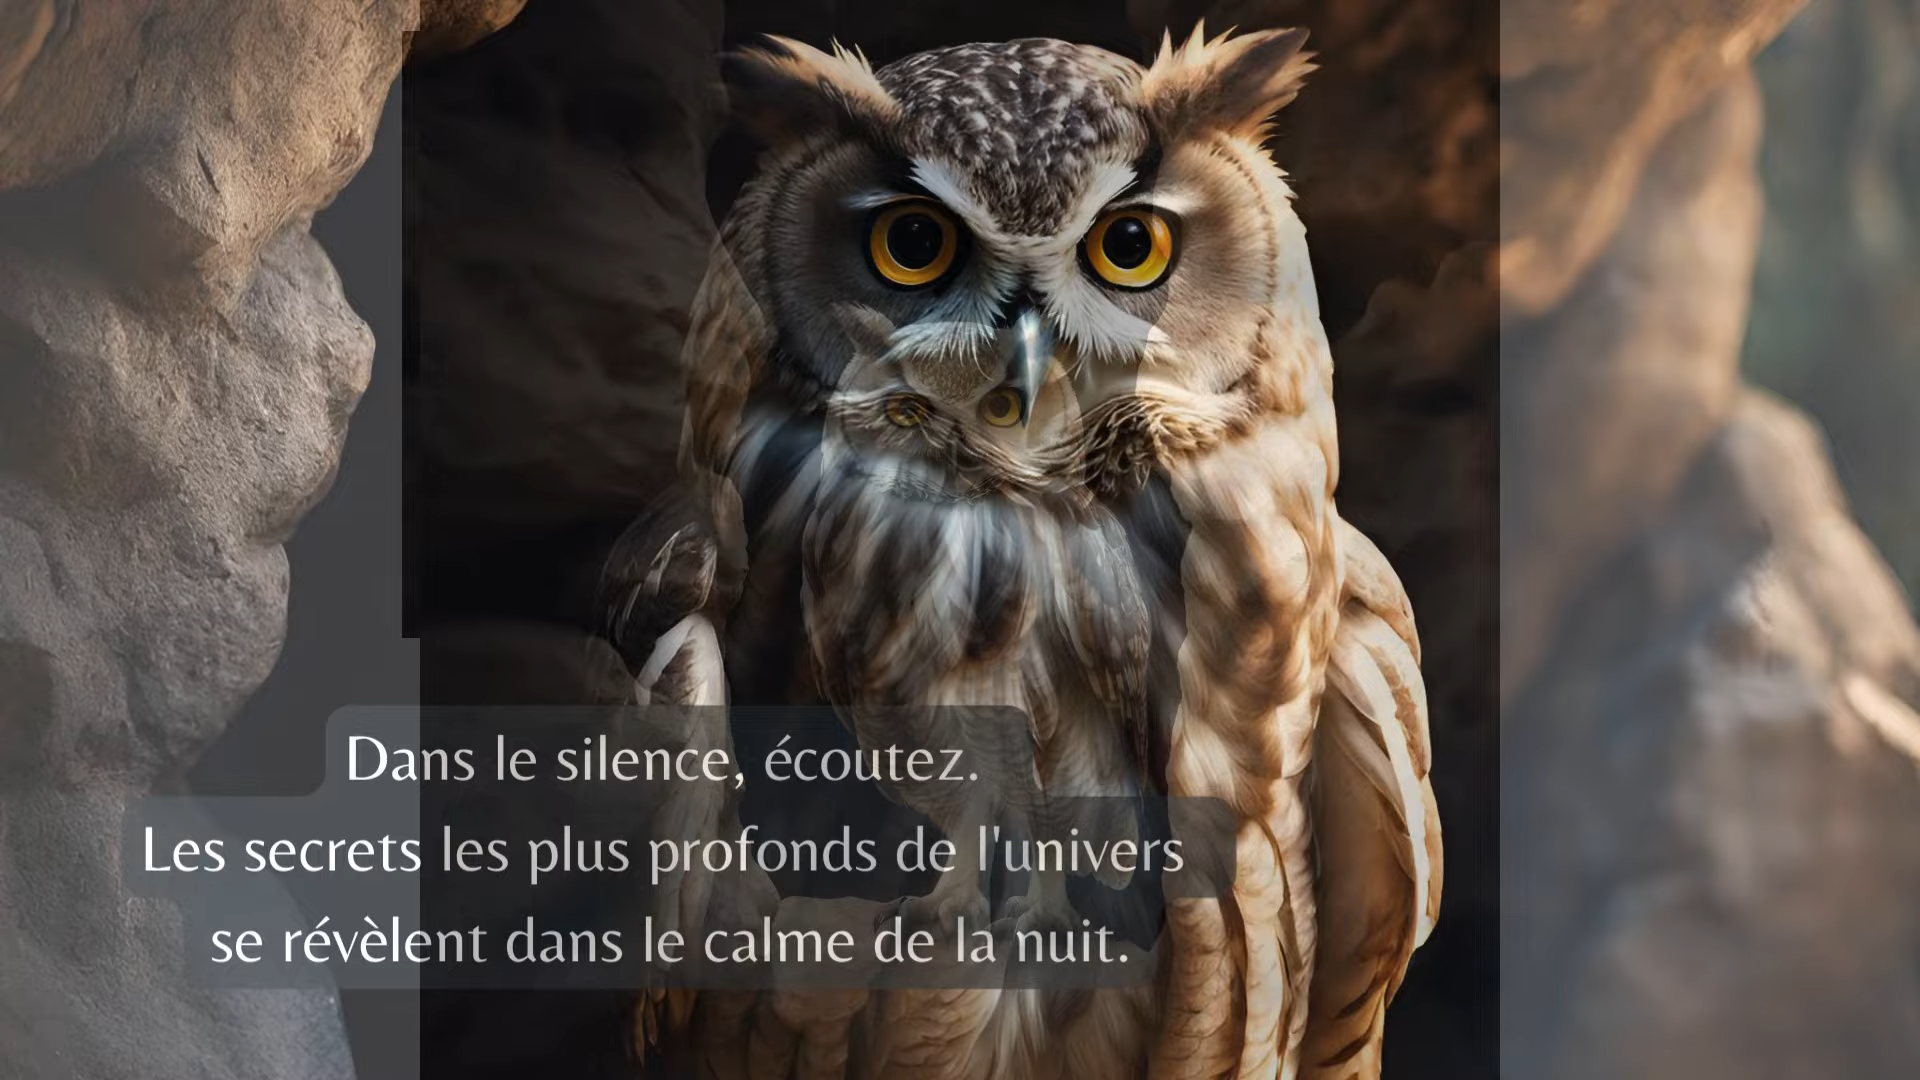 Dans le silence, écoutez.
Les secrets les plus profonds de l'univers
se révèlent dans le calme de la nuit.